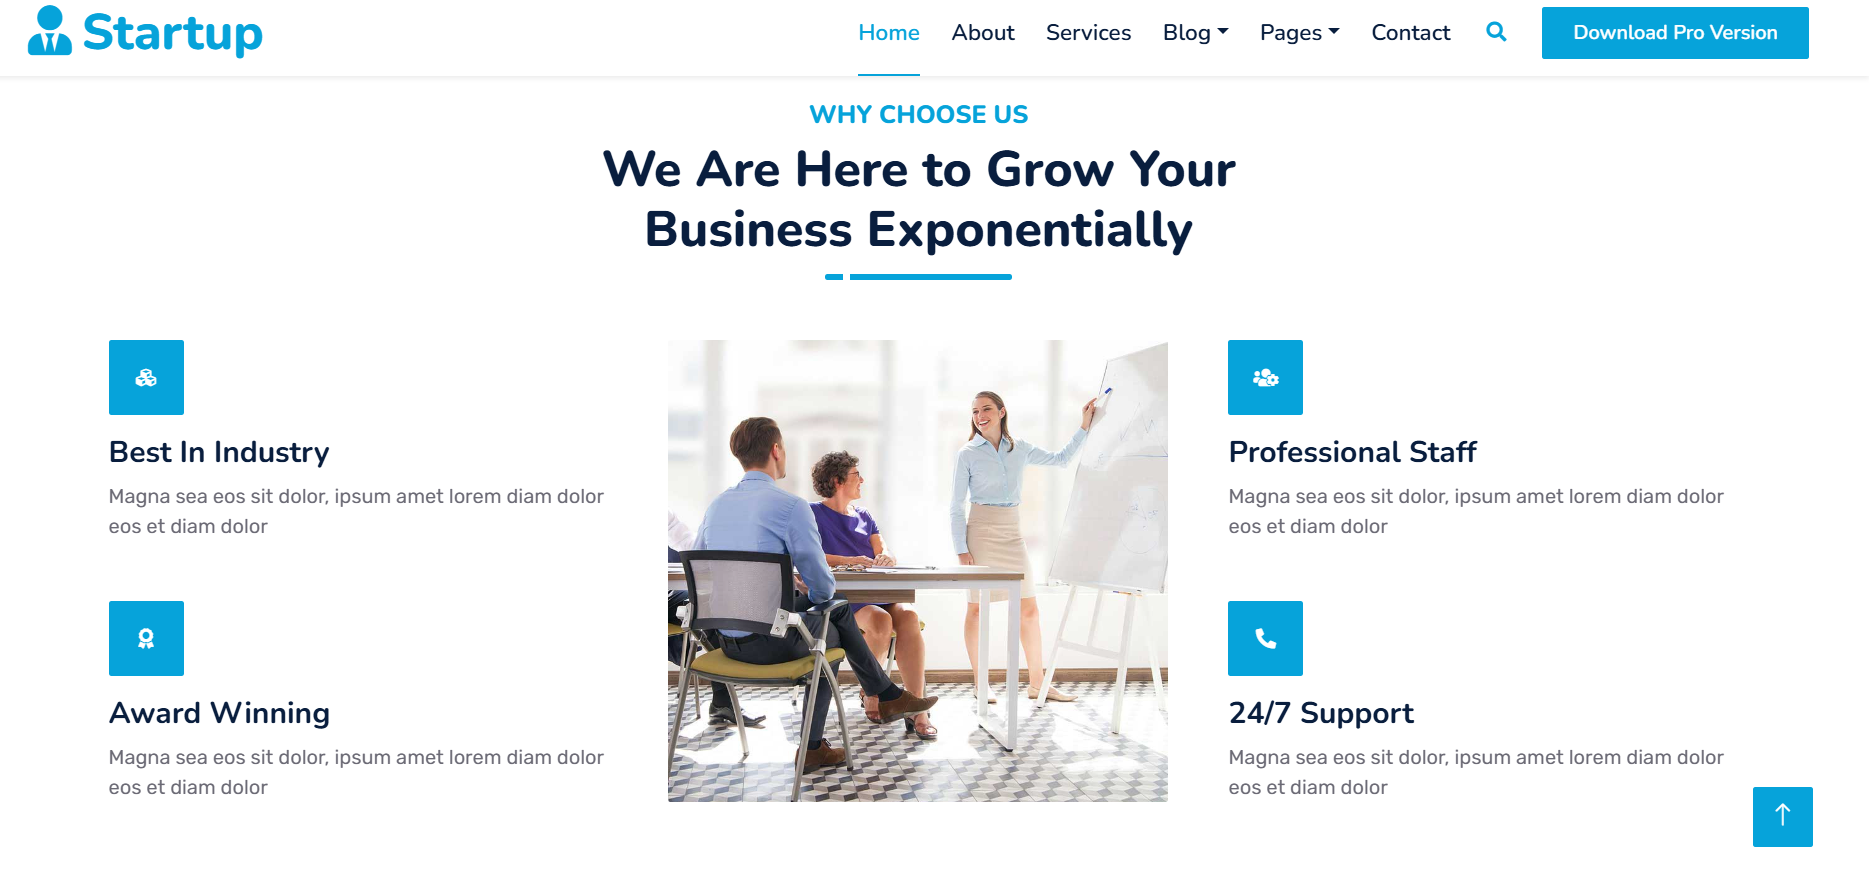 Startup
Home About Services Blog Pages Contact Download Pro Version
WHY CHOOSE US
We Are Here to Grow Your
Business Exponentially
Best In Industry
Magna sea eos sit dolor, ipsum amet lorem diam dolor
eos et diam dolor
Award Winning
Magna sea eos sit dolor, ipsum amet lorem diam dolor
eos et diam dolor
Professional Staff
Magna sea eos sit dolor, ipsum amet lorem diam dolor
eos et diam dolor
24/7 Support
Magna sea eos sit dolor, ipsum amet lorem diam dolor
eos et diam dolor